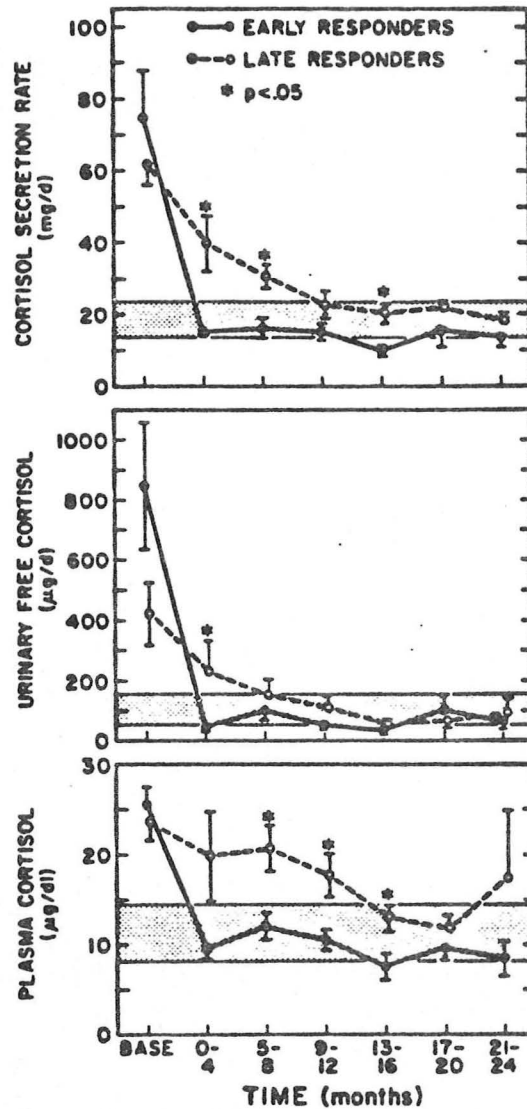 EARLY RESPONDERS
LATE RESPONDERS
* p<.05
CORTISOL SECRETION RATE
(mg/d)
100
80
60
40
20
0
*
*
*
URINARY FREE CORTISOL
(µg/d)
1000
800
600
400
200
0
*
PLASMA CORTISOL
(µg/dl)
30
20
10
0
*
*
*
BASE 0-4 5-8 9-12 13-16 17-20 21-24
TIME (months)